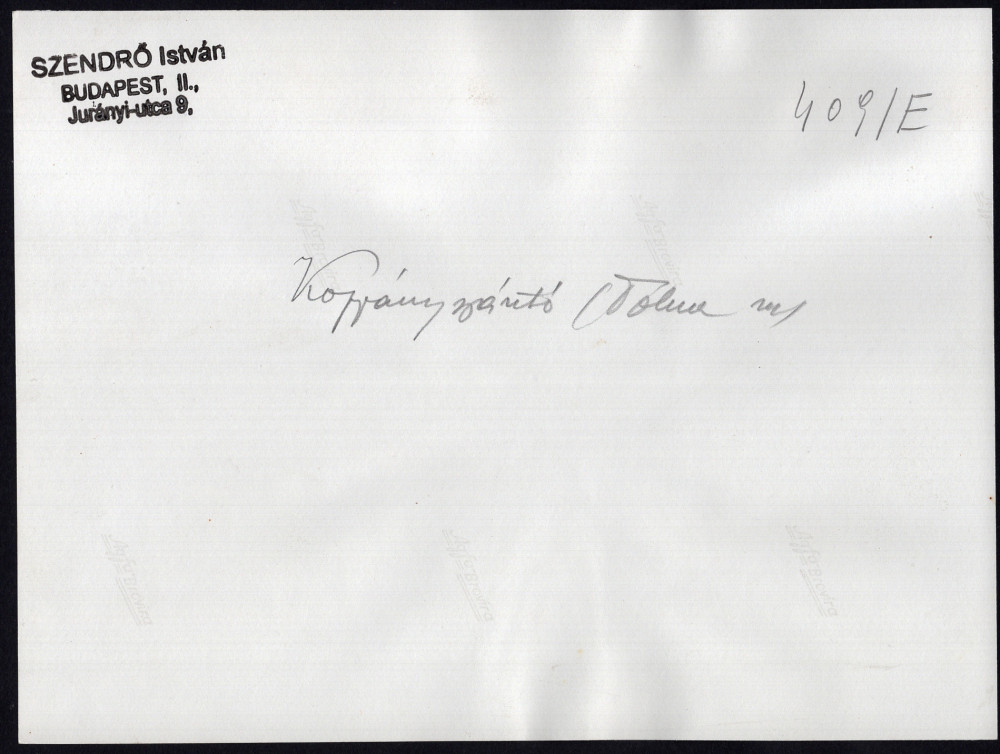 SZENDRŐ István
BUDAPEST, II.,
Jurányi-utca 9,
409/E
Koppányszántó (Tolna m)